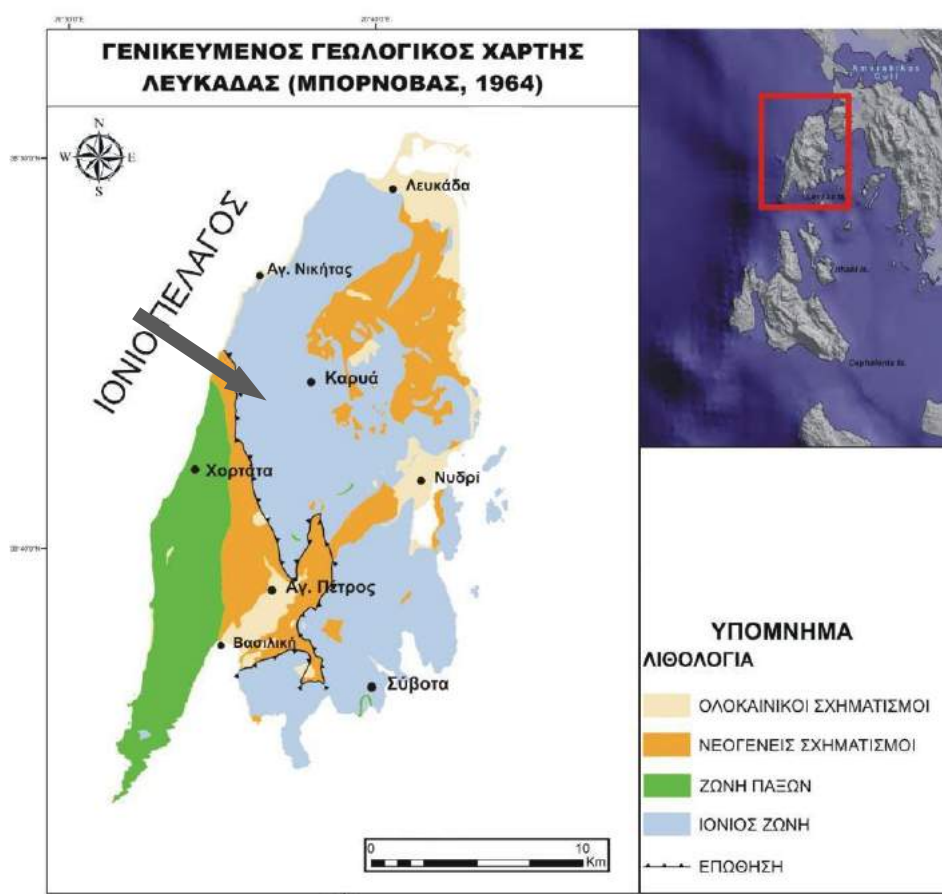 ΓΕΝΙΚΕΥΜΕΝΟΣ ΓΕΩΛΟΓΙΚΟΣ ΧΑΡΤΗΣ
ΛΕΥΚΑΔΑΣ (ΜΠΟΡΝΟΒΑΣ, 1964)
N
W E
S
Λευκάδα
Αγ. Νικήτας
ΙΟΝΙΟ ΠΕΛΑΓΟΣ
Καρυά
Χορτάτα
Νυδρί
Αγ. Πέτρος
Βασιλική
Σύβοτα
0 10
Km
Amvrakikos
Gulf
Ithaki Is.
Cephalonia Is.
ΥΠΟΜΝΗΜΑ
ΛΙΘΟΛΟΓΙΑ
ΟΛΟΚΑΙΝΙΚΟΙ ΣΧΗΜΑΤΙΣΜΟΙ
ΝΕΟΓΕΝΕΙΣ ΣΧΗΜΑΤΙΣΜΟΙ
ΖΩΝΗ ΠΑΞΩΝ
ΙΟΝΙΟΣ ΖΩΝΗ
ΕΠΩΘΗΣΗ